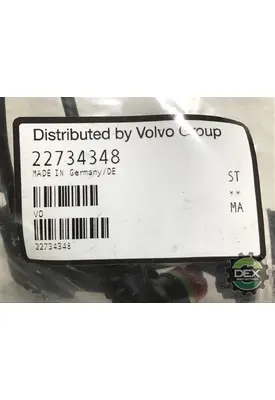 Distributed by Volvo Group
22734348
MADE IN Germany/DE
ST
**
MA
VO
22734348
DEX